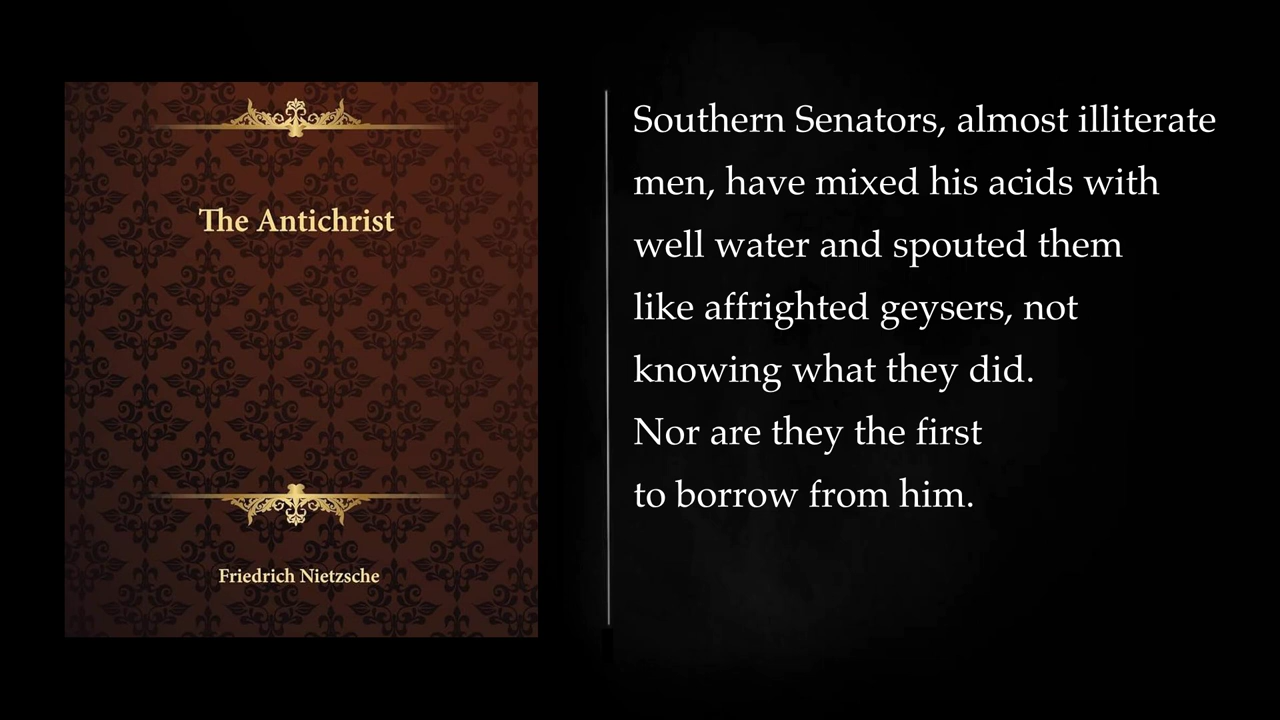 The Antichrist
Friedrich Nietzsche
Southern Senators, almost illiterate
men, have mixed his acids with
well water and spouted them
like affrighted geysers, not
knowing what they did.
Nor are they the first
to borrow from him.